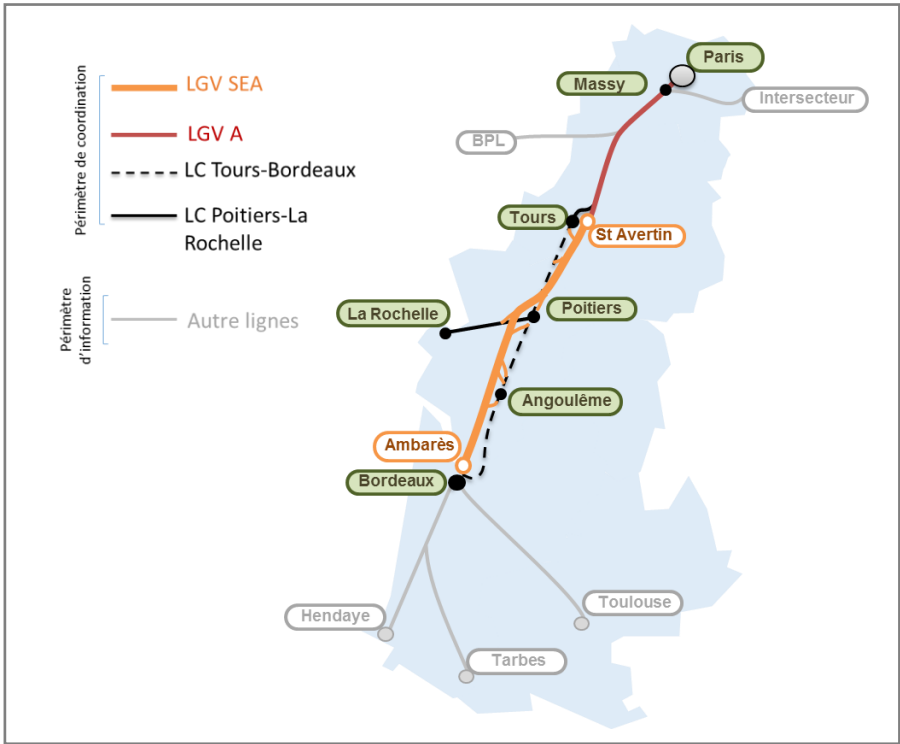 Périmètre de coordination
LGV SEA
LGV A
LC Tours-Bordeaux
LC Poitiers-La
Rochelle
Périmètre
d'information
Autre lignes
Paris
Massy
Intersecteur
BPL
Tours
St Avertin
La Rochelle
Poitiers
Angoulême
Ambarès
Bordeaux
Hendaye
Toulouse
Tarbes